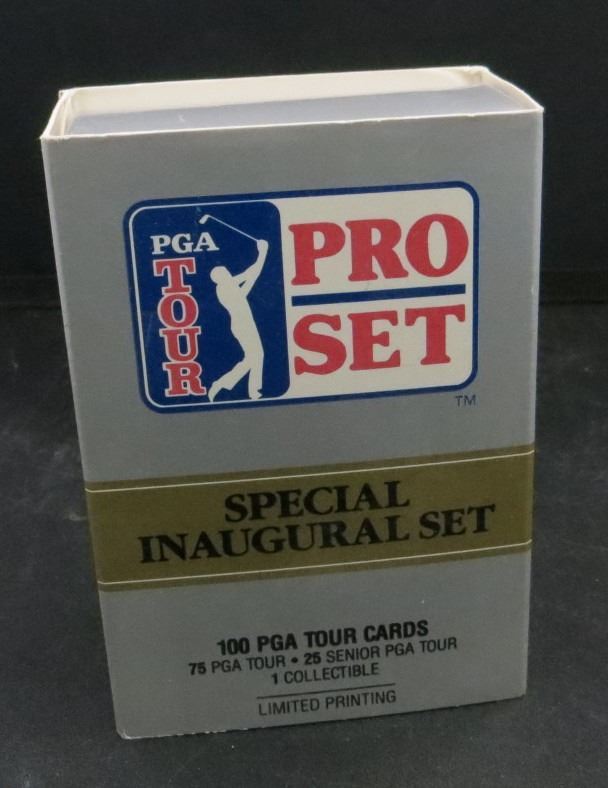 PGA
TOUR
PRO
SET
TM
SPECIAL
INAUGURAL SET
100 PGA TOUR CARDS
75 PGA TOUR • 25 SENIOR PGA TOUR
1 COLLECTIBLE
LIMITED PRINTING